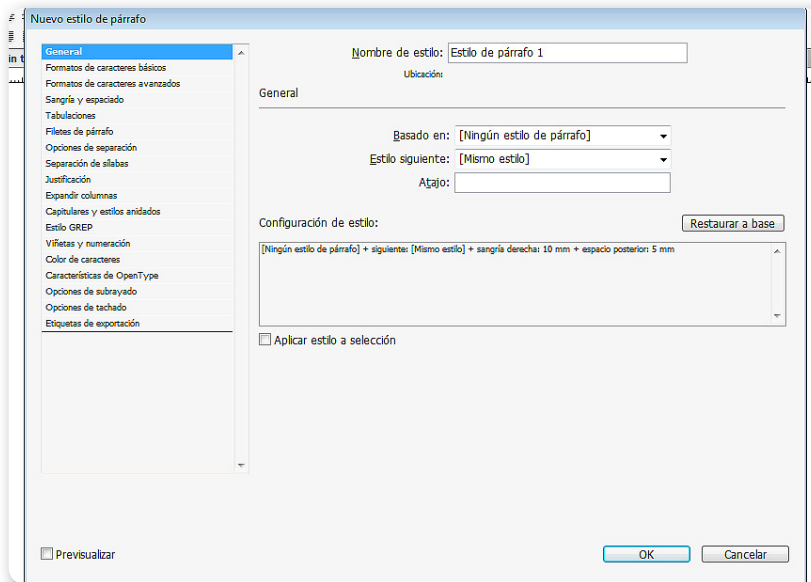 Nuevo estilo de párrafo
in t
General
Formatos de caracteres básicos
Formatos de caracteres avanzados
Sangría y espaciado
Tabulaciones
Filetes de párrafo
Opciones de separación
Separación de sílabas
Justificación
Expandir columnas
Capitulares y estilos anidados
Estilo GREP
Viñetas y numeración
Color de caracteres
Características de OpenType
Opciones de subrayado
Opciones de tachado
Etiquetas de exportación
Nombre de estilo: Estilo de párrafo 1
Ubicación:
General
Basado en: [Ningún estilo de párrafo]
Estilo siguiente: [Mismo estilo]
Atajo:
Configuración de estilo: Restaurar a base
[Ningún estilo de párrafo] + siguiente: [Mismo estilo] + sangría derecha: 10 mm + espacio posterior: 5 mm
Aplicar estilo a selección
Previsualizar OK Cancelar